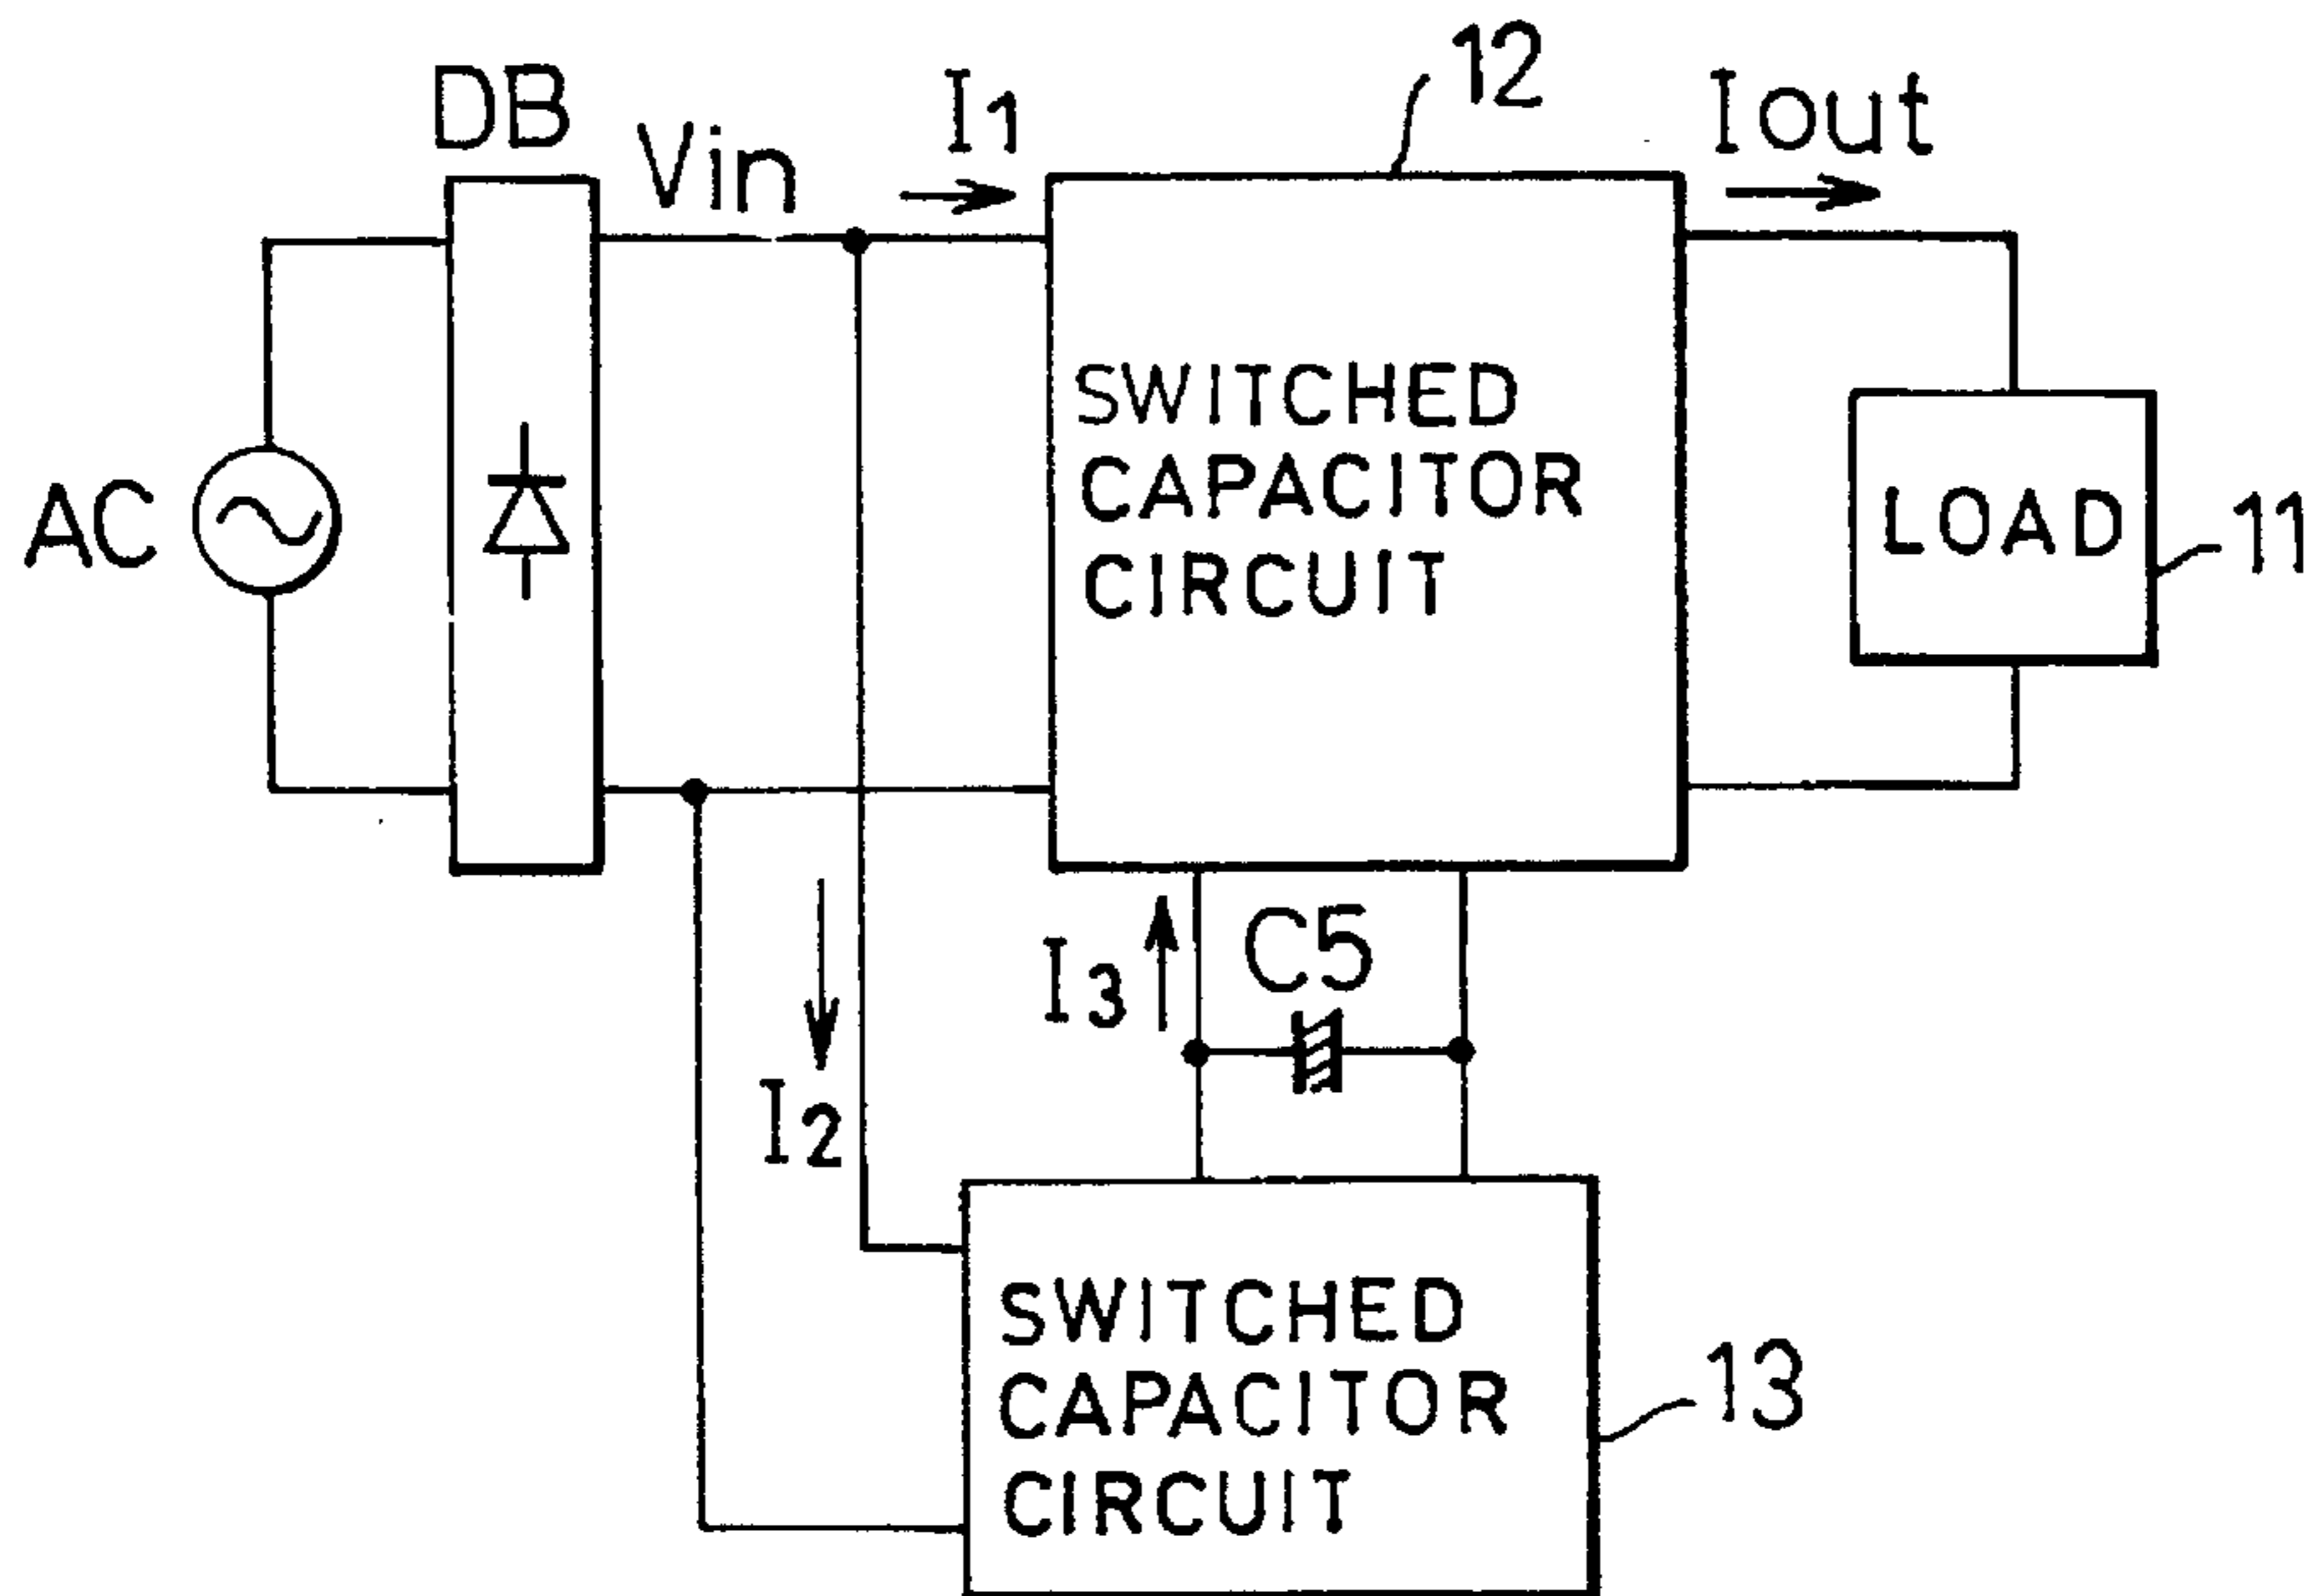 DB
Vin
I1
12
Iout
AC
SWITCHED
CAPACITOR
CIRCUIT
LOAD
11
I3
C5
I2
SWITCHED
CAPACITOR
CIRCUIT
13